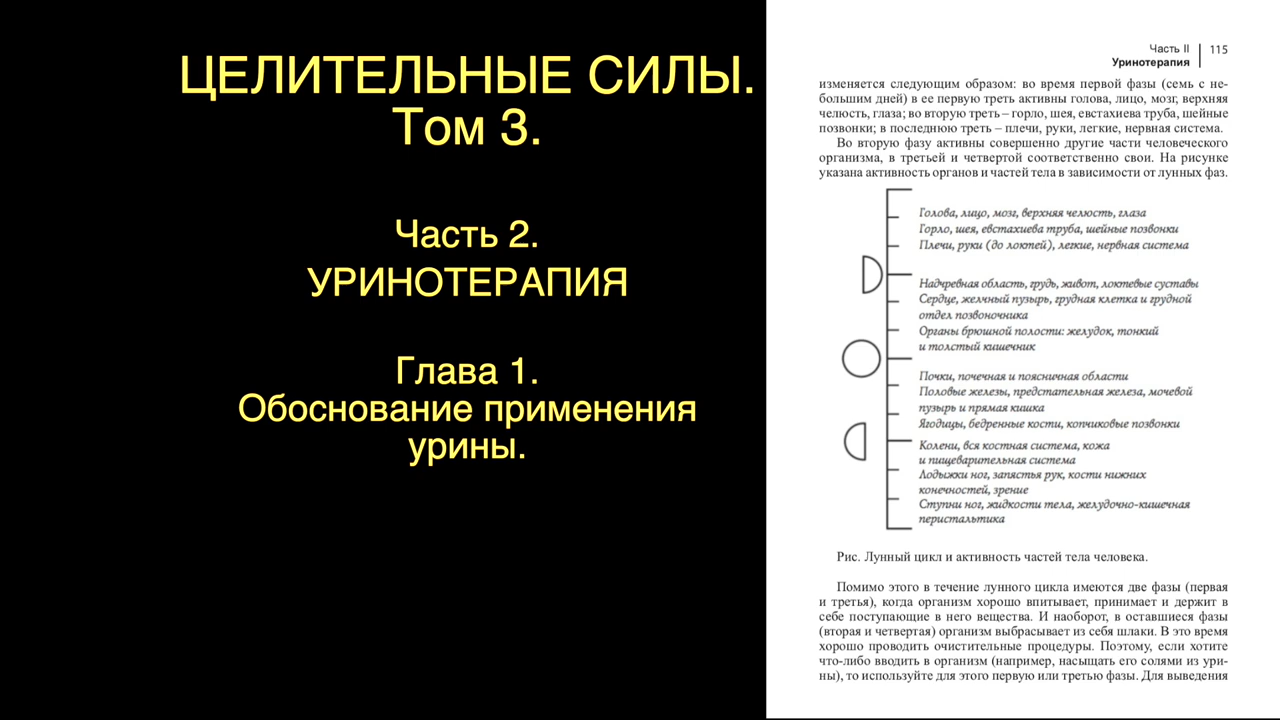 ЦЕЛИТЕЛЬНЫЕ СИЛЫ.
Том 3.
Часть 2.
УРИНОТЕРАПИЯ
Глава 1.
Обоснование применения
урины.
Часть II
Уринотерапия
115
изменяется следующим образом: во время первой фазы (семь с не-
большим дней) в ее первую треть активны голова, лицо, мозг, верхняя
челюсть, глаза; во вторую треть – горло, шея, евстахиева труба, шейные
позвонки; в последнюю треть – плечи, руки, легкие, нервная система.
Во вторую фазу активны совершенно другие части человеческого
организма, в третьей и четвертой соответственно свои. На рисунке
указана активность органов и частей тела в зависимости от лунных фаз.
Голова, лицо, мозг, верхняя челюсть, глаза
Горло, шея, евстахиева труба, шейные позвонки
Плечи, руки (до локтей), легкие, нервная система
Надчревная область, грудь, живот, локтевые суставы
Сердце, желчный пузырь, грудная клетка и грудной
отдел позвоночника
Органы брюшной полости: желудок, тонкий
и толстый кишечник
Почки, почечная и поясничная области
Половые железы, предстательная железа, мочевой
пузырь и прямая кишка
Ягодицы, бедренные кости, копчиковые позвонки
Колени, вся костная система, кожа
и пищеварительная система
Лодыжки ног, запястья рук, кости нижних
конечностей, зрение
Ступни ног, жидкости тела, желудочно-кишечная
перистальтика
Рис. Лунный цикл и активность частей тела человека.
Помимо этого в течение лунного цикла имеются две фазы (первая
и третья), когда организм хорошо впитывает, принимает и держит в
себе поступающие в него вещества. И наоборот, в оставшиеся фазы
(вторая и четвертая) организм выбрасывает из себя шлаки. В это время
хорошо проводить очистительные процедуры. Поэтому, если хотите
что-либо вводить в организм (например, насыщать его солями из ури-
ны), то используйте для этого первую или третью фазы. Для выведения